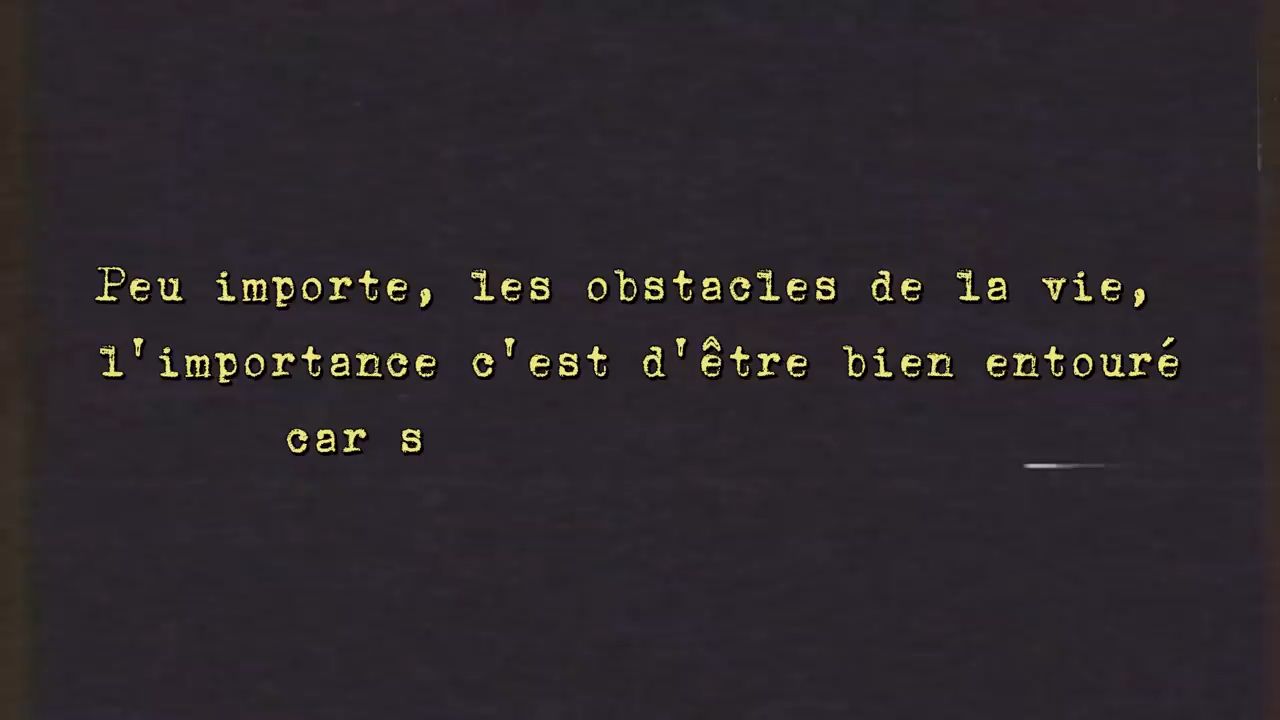 Peu importe, les obstacles de la vie,
l'importance c'est d'être bien entouré
car s